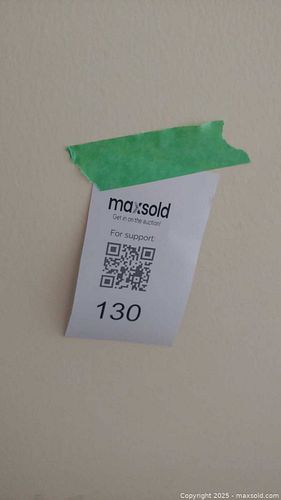 maxsold
Get in on the auction!
For support:
130
Copyright 2025 - maxsold.com